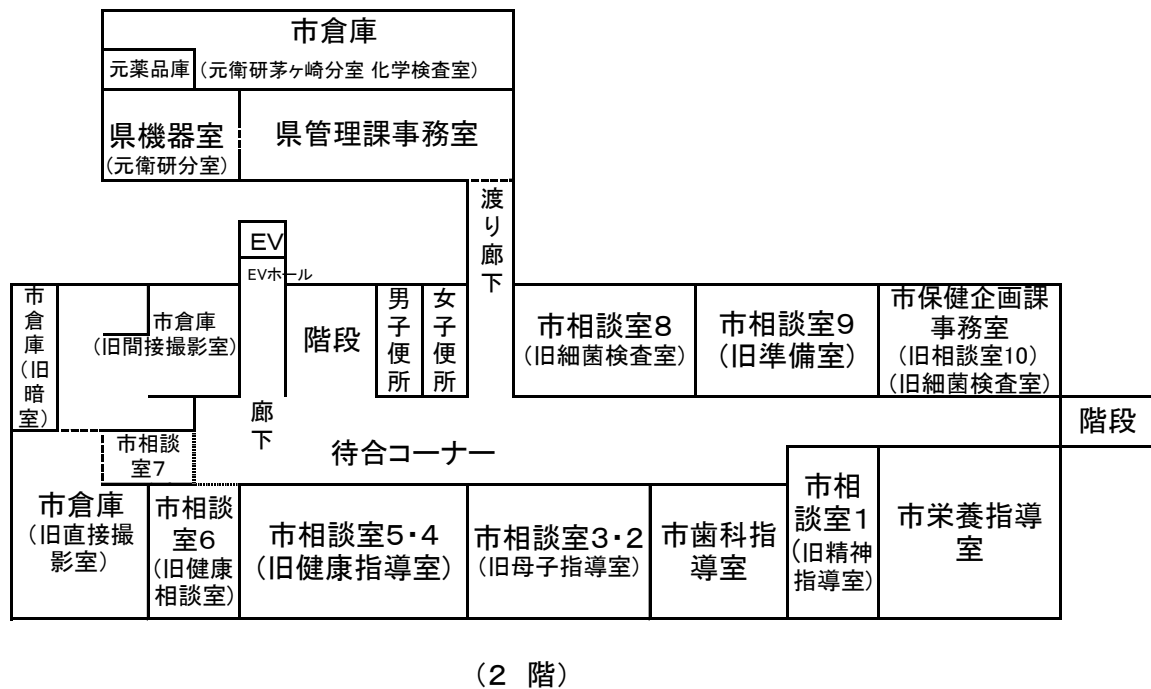 市倉庫
元薬品庫
(元衛研茅ヶ崎分室 化学検査室)
県機器室
(元衛研分室)
県管理課事務室
渡り廊下
EV
EVホール
市倉庫(旧暗室)
市倉庫
(旧間接撮影室)
階段
男子便所
女子便所
市相談室8
(旧細菌検査室)
市相談室9
(旧準備室)
市保健企画課
事務室
(旧相談室10)
(旧細菌検査室)
廊下
待合コーナー
階段
市相談
室7
市倉庫
(旧直接撮
影室)
市相談
室6
(旧健康
相談室)
市相談室5・4
(旧健康指導室)
市相談室3・2
(旧母子指導室)
市歯科指
導室
市相
談室1
(旧精神
指導室)
市栄養指導
室
(2 階)